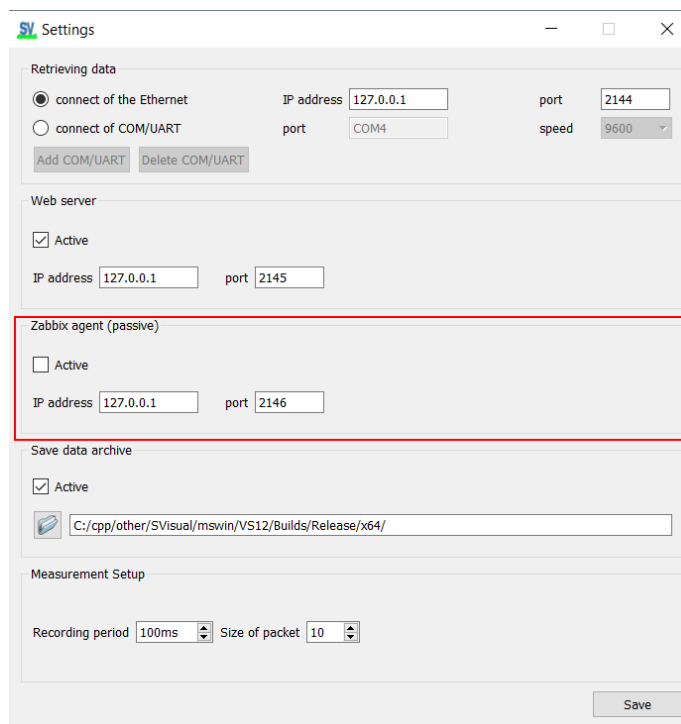 SV Settings
Retrieving data
connect of the Ethernet IP address 127.0.0.1 port 2144
connect of COM/UART port COM4 speed 9600
Add COM/UART Delete COM/UART
Web server
Active
IP address 127.0.0.1 port 2145
Zabbix agent (passive)
Active
IP address 127.0.0.1 port 2146
Save data archive
Active
C:/cpp/other/SVisual/mswin/VS12/Builds/Release/x64/
Measurement Setup
Recording period 100ms Size of packet 10
Save